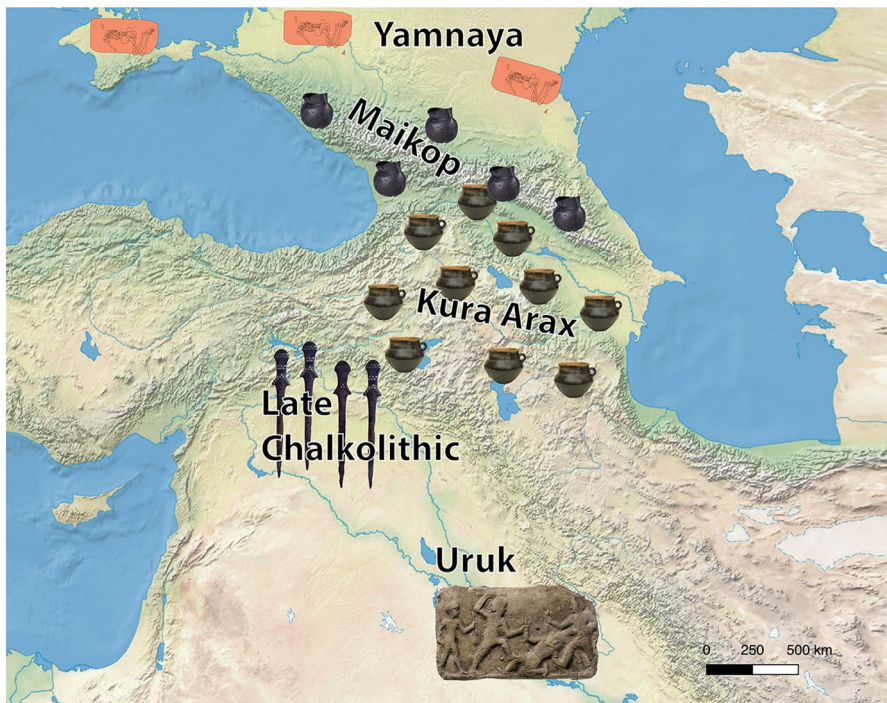 Yamnaya
Maikop
Kura Arax
Late
Chalkolithic
Uruk
0 250 500 km